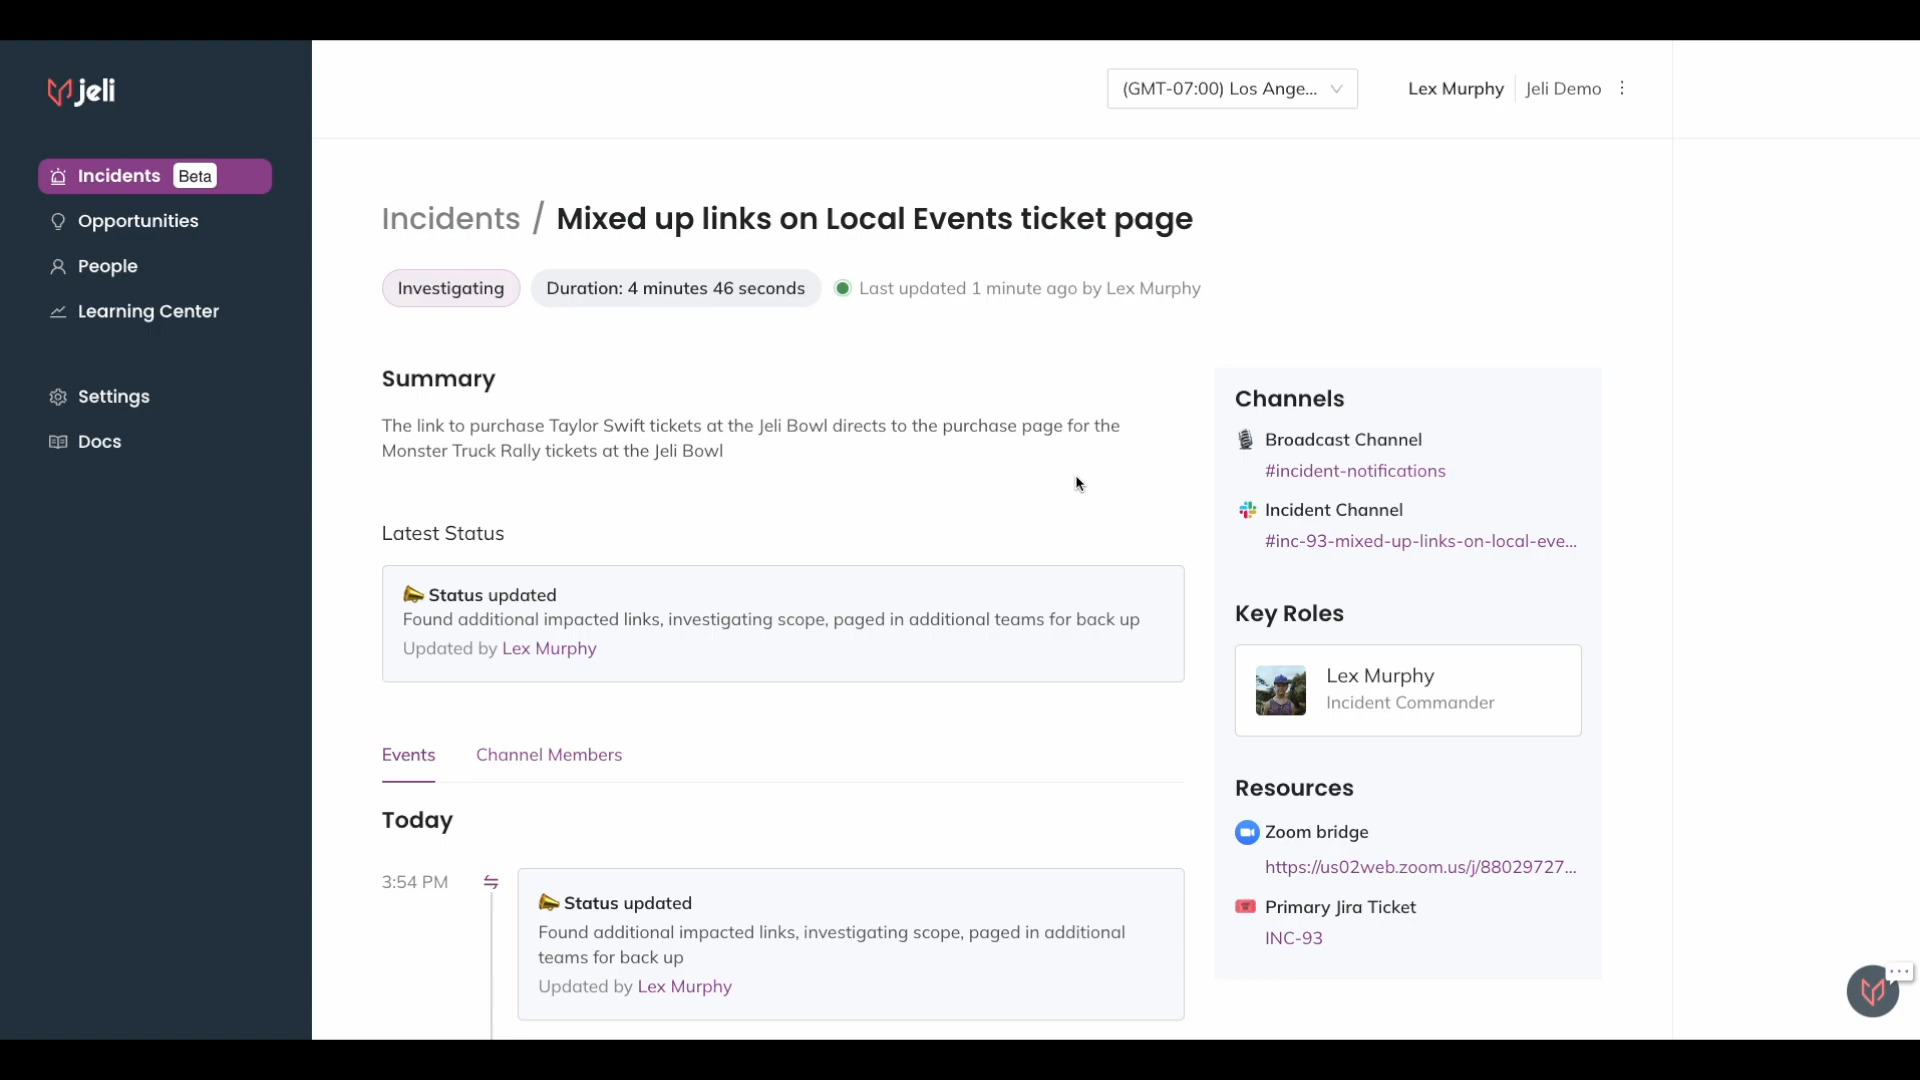 jeli
(GMT-07:00) Los Ange...
Lex Murphy
Jeli Demo
Incidents Beta
Opportunities
People
Learning Center
Settings
Docs
Incidents / Mixed up links on Local Events ticket page
Investigating
Duration: 4 minutes 46 seconds
Last updated 1 minute ago by Lex Murphy
Summary
The link to purchase Taylor Swift tickets at the Jeli Bowl directs to the purchase page for the
Monster Truck Rally tickets at the Jeli Bowl
Latest Status
Status updated
Found additional impacted links, investigating scope, paged in additional teams for back up
Updated by Lex Murphy
Events
Channel Members
Today
3:54 PM
Status updated
Found additional impacted links, investigating scope, paged in additional
teams for back up
Updated by Lex Murphy
Channels
Broadcast Channel
#incident-notifications
Incident Channel
#inc-93-mixed-up-links-on-local-eve...
Key Roles
Lex Murphy
Incident Commander
Resources
Zoom bridge
https://us02web.zoom.us/j/88029727...
Primary Jira Ticket
INC-93